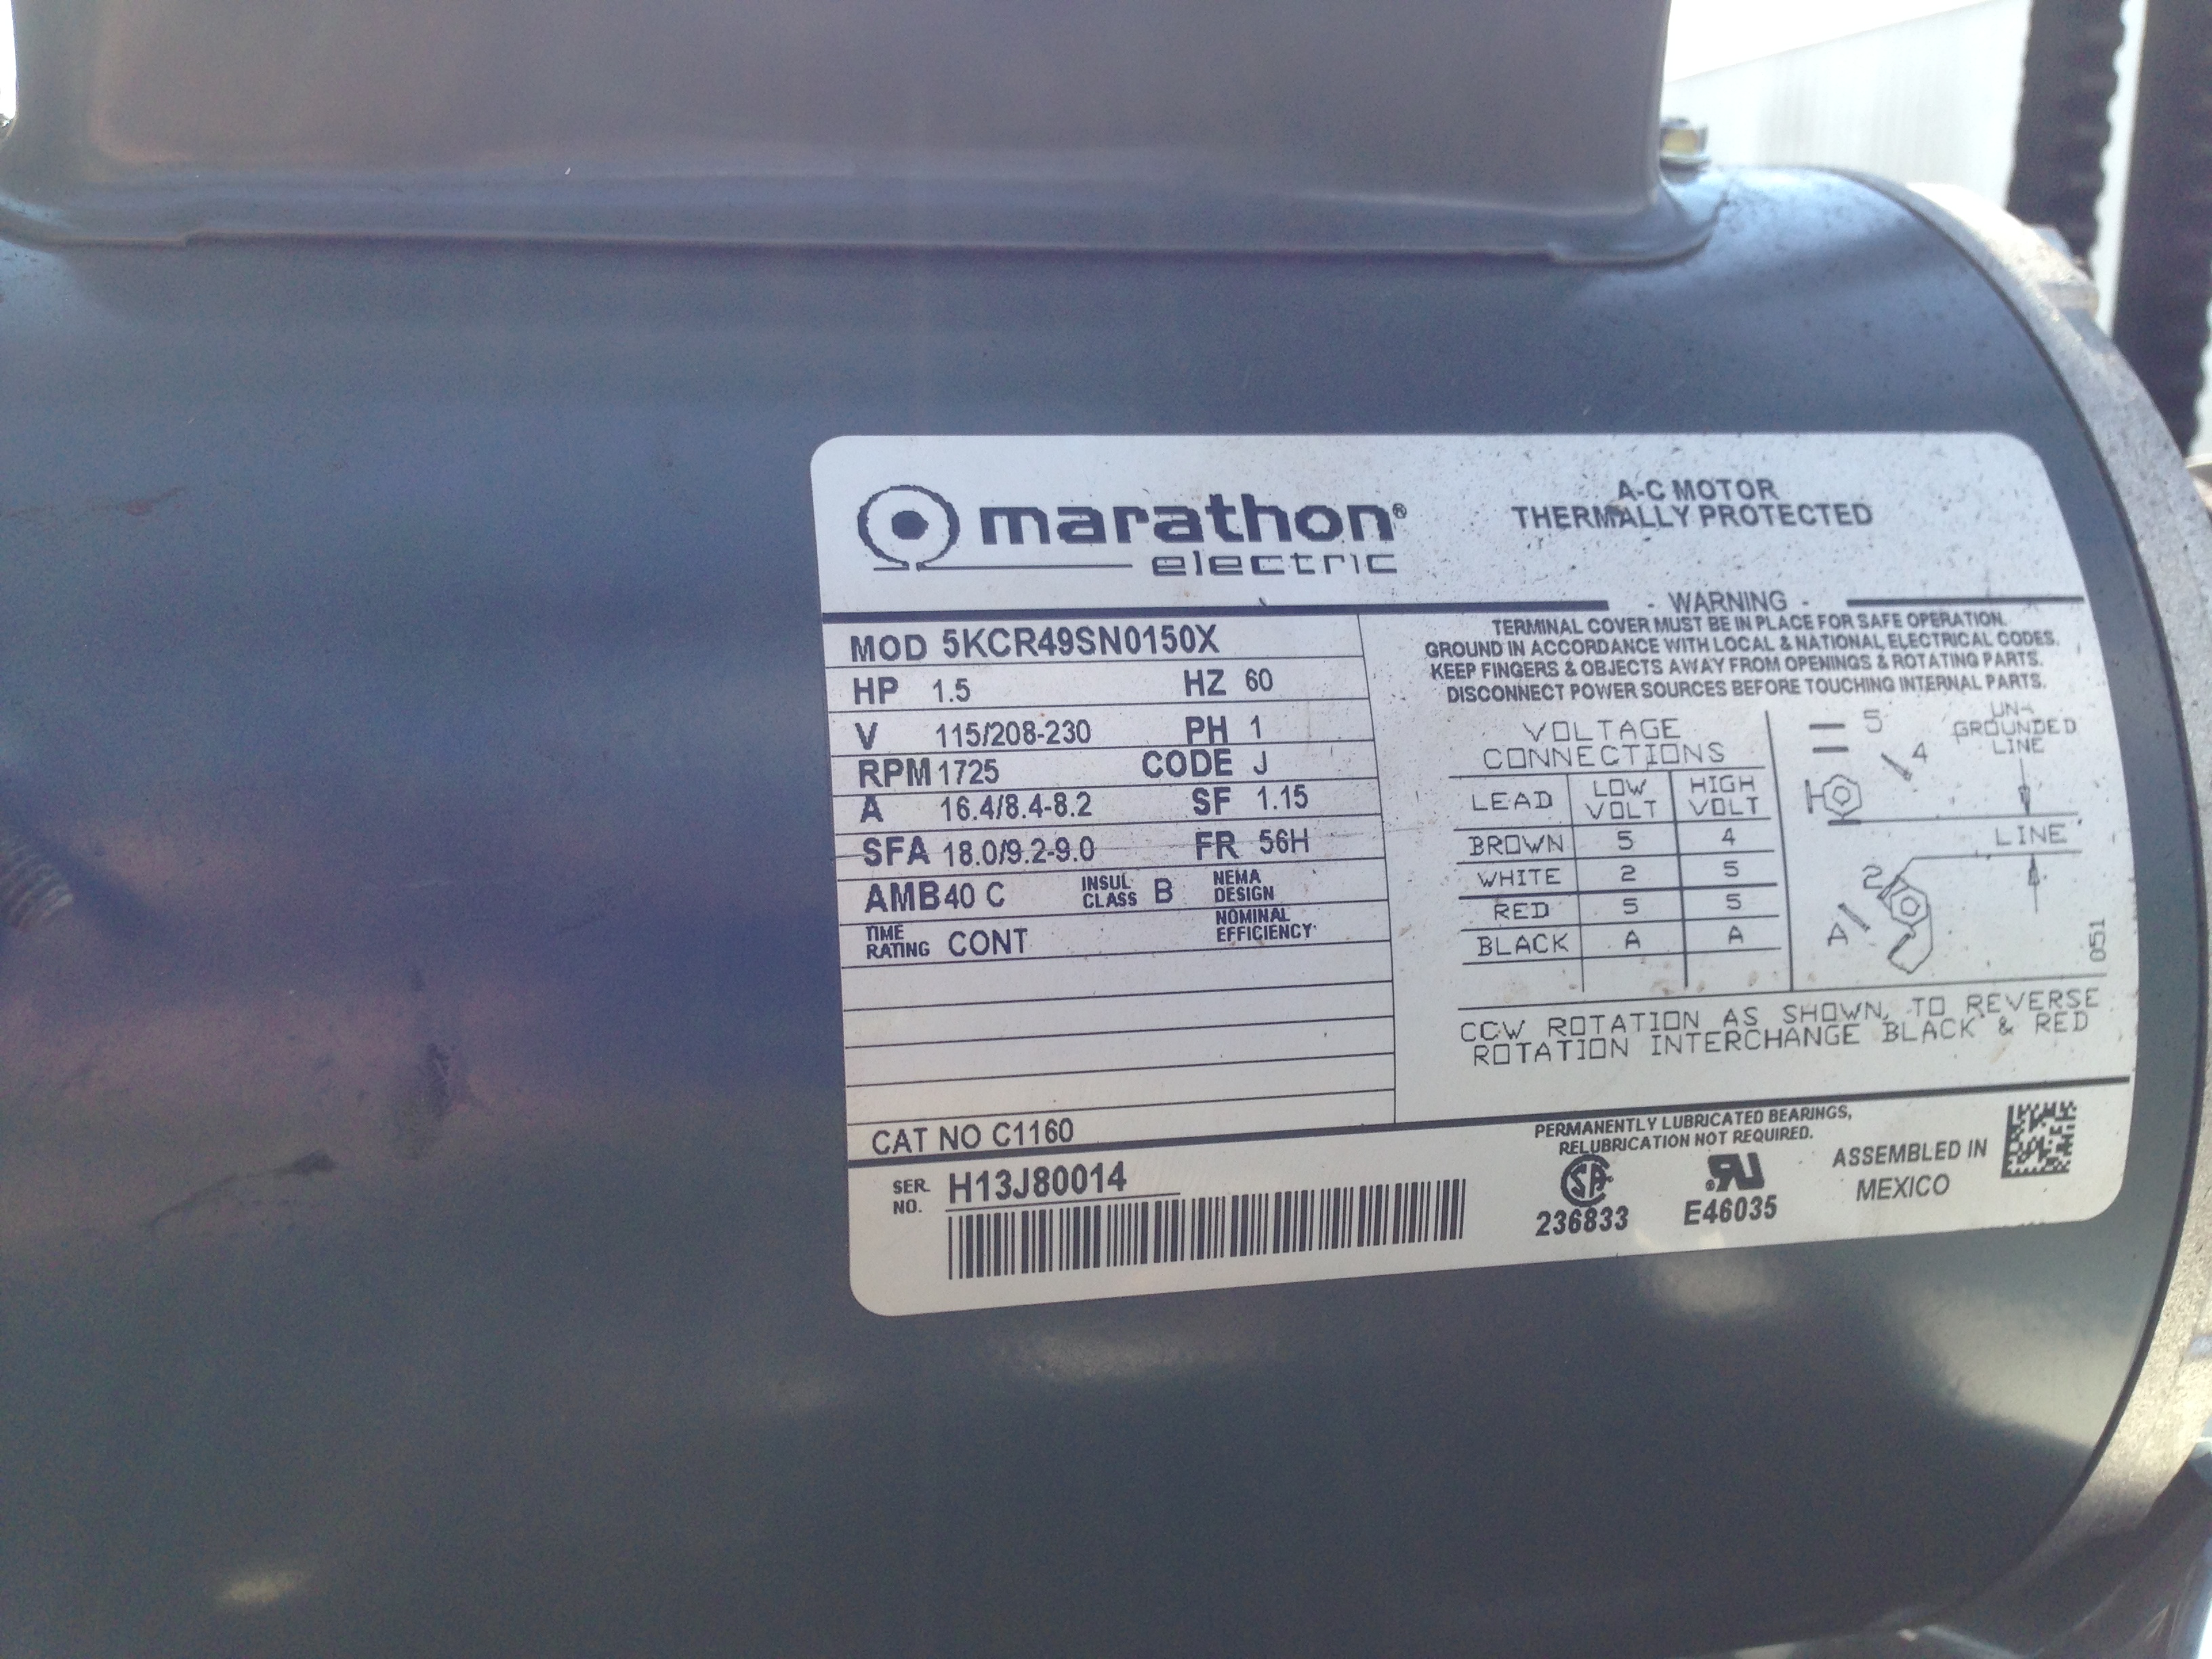 marathon®
electric
A-C MOTOR
THERMALLY PROTECTED
MOD 5KCR49SN0150X
HP 1.5 HZ 60
V 115/208-230 PH 1
RPM 1725 CODE J
A 16.4/8.4-8.2 SF 1.15
SFA 18.0/9.2-9.0 FR 56H
AMB 40 C INSUL CLASS B NEMA DESIGN
TIME RATING CONT NOMINAL EFFICIENCY
CAT NO C1160
- WARNING -
TERMINAL COVER MUST BE IN PLACE FOR SAFE OPERATION.
GROUND IN ACCORDANCE WITH LOCAL & NATIONAL ELECTRICAL CODES.
KEEP FINGERS & OBJECTS AWAY FROM OPENINGS & ROTATING PARTS.
DISCONNECT POWER SOURCES BEFORE TOUCHING INTERNAL PARTS.
VOLTAGE
CONNECTIONS
LEAD LOW VOLT HIGH VOLT
BROWN 5 4
WHITE 2 5
RED 5 5
BLACK A A
5
4
UN-
GROUNDED
LINE
LINE
2
A
051
CCW ROTATION AS SHOWN, TO REVERSE
ROTATION INTERCHANGE BLACK & RED
SER. NO. H13J80014
PERMANENTLY LUBRICATED BEARINGS,
RELUBRICATION NOT REQUIRED.
SA
236833
RU
E46035
ASSEMBLED IN
MEXICO